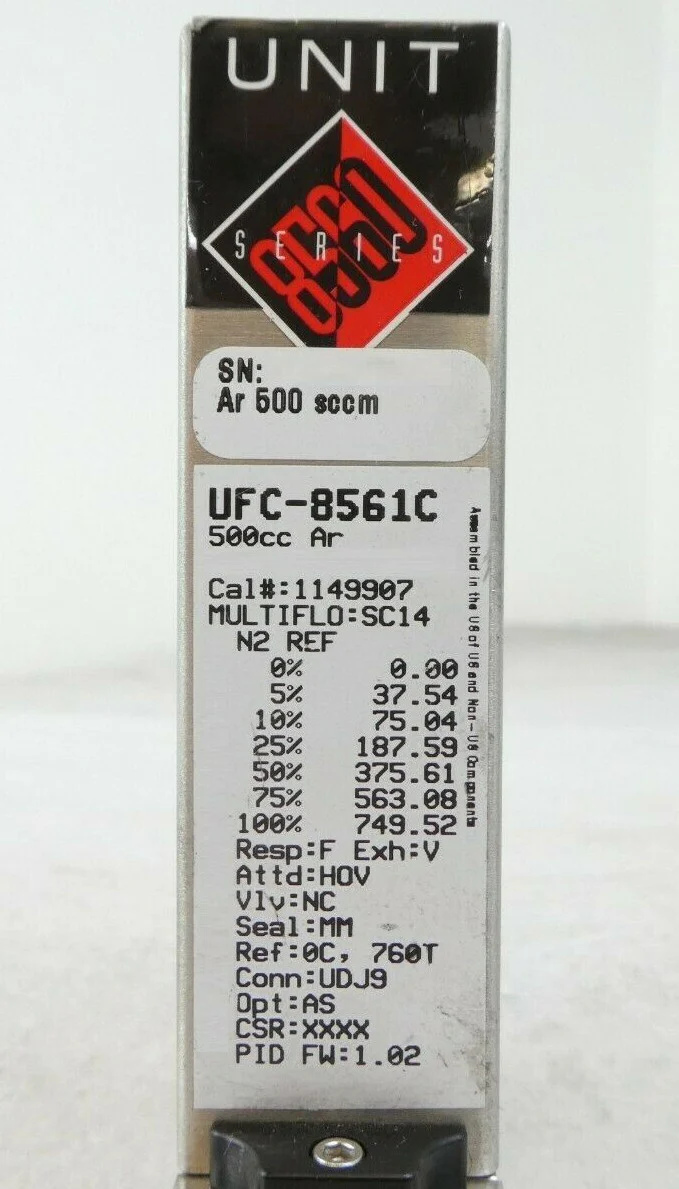 UNIT
8560
SERIES
SN:
Ar 500 sccm
UFC-8561C
500cc Ar
Cal#:1149907
MULTIFLO:SC14
N2 REF
0% 0.00
5% 37.54
10% 75.04
25% 187.59
50% 375.61
75% 563.08
100% 749.52
Resp:F Exh:V
Attd:HOV
Vlv:NC
Seal:MM
Ref:0C, 760T
Conn:UDJ9
Opt:AS
CSR:XXXX
PID FW:1.02
Assembled in the US of US and Non-US Components